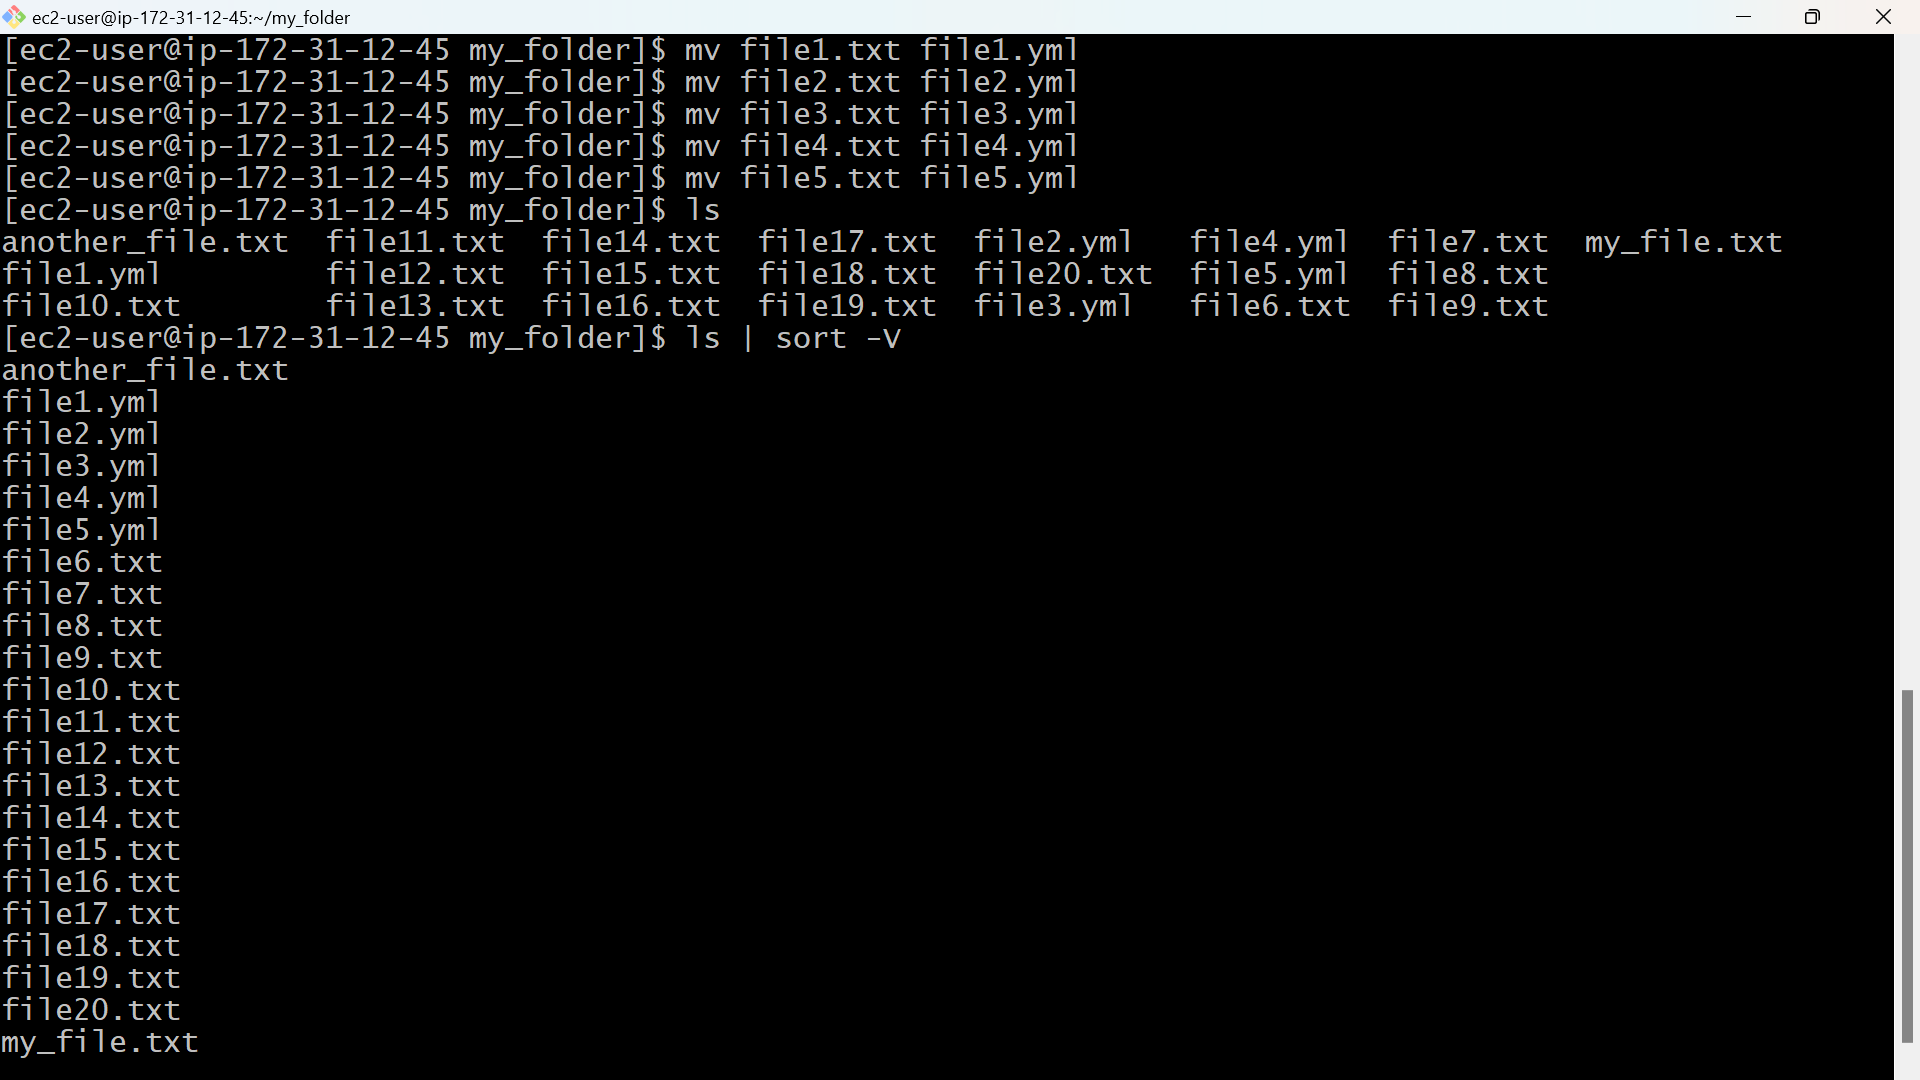 ec2-user@ip-172-31-12-45:~/my_folder
[ec2-user@ip-172-31-12-45 my_folder]$ mv file1.txt file1.yml
[ec2-user@ip-172-31-12-45 my_folder]$ mv file2.txt file2.yml
[ec2-user@ip-172-31-12-45 my_folder]$ mv file3.txt file3.yml
[ec2-user@ip-172-31-12-45 my_folder]$ mv file4.txt file4.yml
[ec2-user@ip-172-31-12-45 my_folder]$ mv file5.txt file5.yml
[ec2-user@ip-172-31-12-45 my_folder]$ ls
another_file.txt  file11.txt  file14.txt  file17.txt  file2.yml   file4.yml  file7.txt  my_file.txt
file1.yml         file12.txt  file15.txt  file18.txt  file20.txt  file5.yml  file8.txt
file10.txt        file13.txt  file16.txt  file19.txt  file3.yml   file6.txt  file9.txt
[ec2-user@ip-172-31-12-45 my_folder]$ ls | sort -V
another_file.txt
file1.yml
file2.yml
file3.yml
file4.yml
file5.yml
file6.txt
file7.txt
file8.txt
file9.txt
file10.txt
file11.txt
file12.txt
file13.txt
file14.txt
file15.txt
file16.txt
file17.txt
file18.txt
file19.txt
file20.txt
my_file.txt